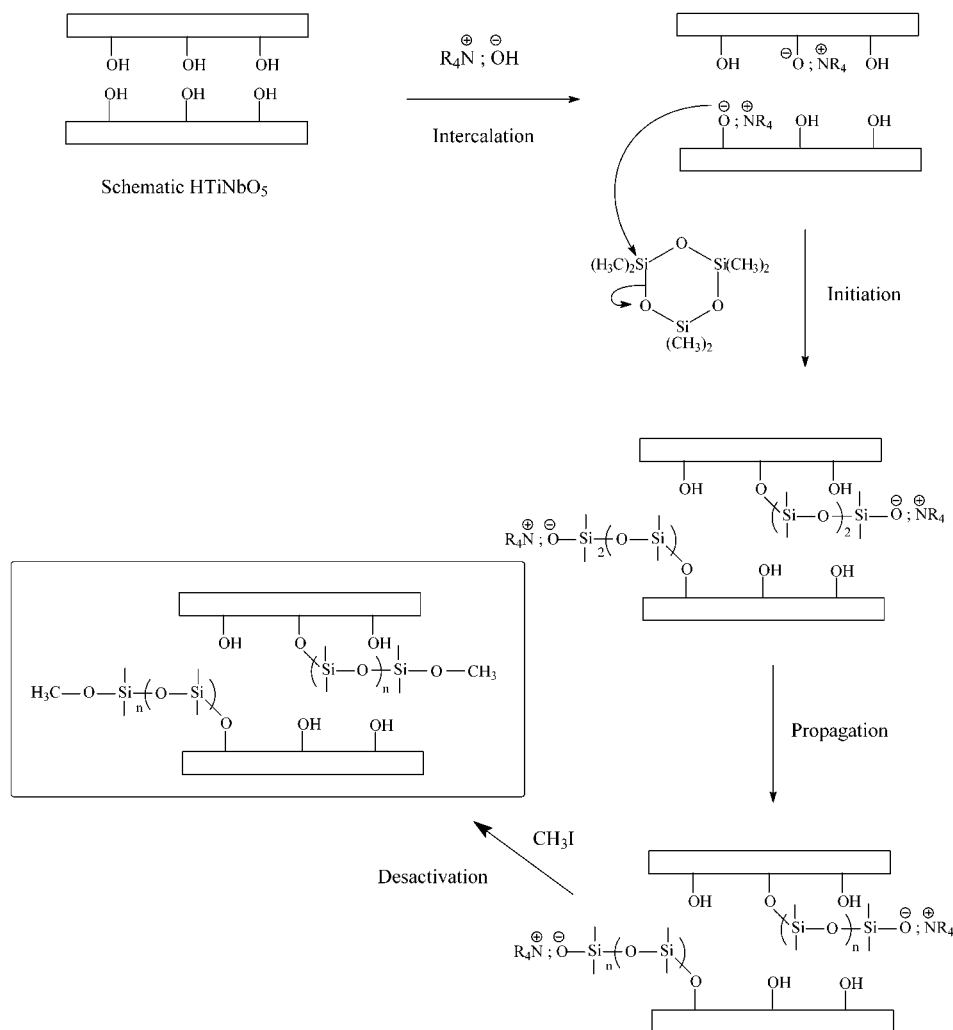 OH OH OH
OH OH OH
Schematic HTiNbO5
R4N⊕ ; ⊖OH
Intercalation
OH ⊖O ; ⊕NR4 OH
⊖O ; ⊕NR4 OH OH
O
(H3C)2Si Si(CH3)2
O O
Si
(CH3)2
Initiation
OH O OH
(Si—O)2 Si—O⊖ ; ⊕NR4
R4N⊕ ; ⊖O—Si 2(O—Si)
O OH OH
Propagation
OH O OH
(Si—O)n Si—O—CH3
H3C—O—Si n(O—Si)
O OH OH
CH3I
Desactivation
OH O OH
(Si—O)n Si—O⊖ ; ⊕NR4
R4N⊕ ; ⊖O—Si n(O—Si)
O OH OH